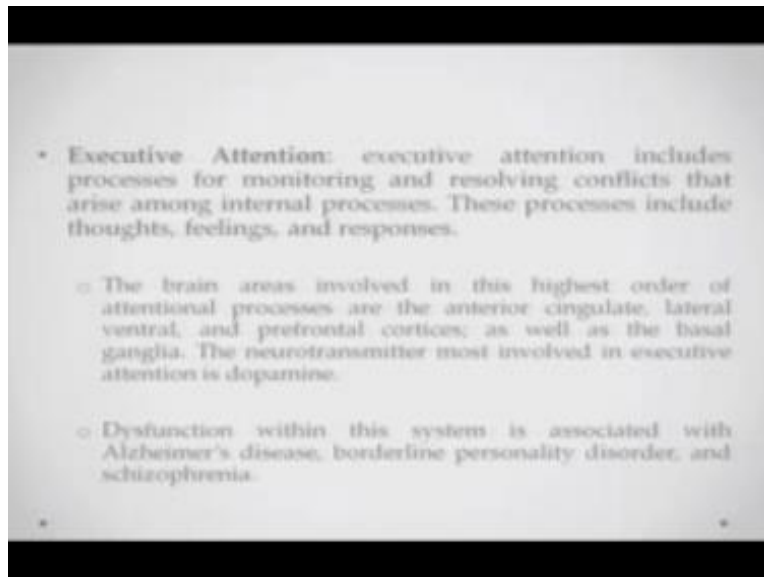 • Executive Attention: executive attention includes
processes for monitoring and resolving conflicts that
arise among internal processes. These processes include
thoughts, feelings, and responses.
o The brain areas involved in this highest order of
attentional processes are the anterior cingulate, lateral
ventral, and prefrontal cortices; as well as the basal
ganglia. The neurotransmitter most involved in executive
attention is dopamine.
o Dysfunction within this system is associated with
Alzheimer's disease, borderline personality disorder, and
schizophrenia.